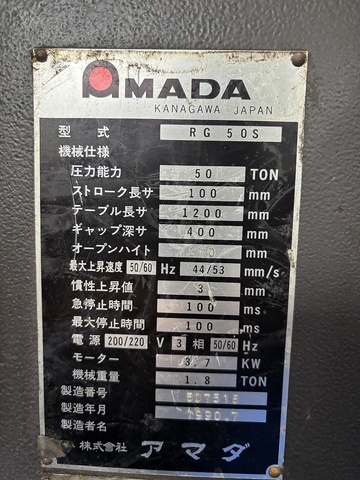 AMADA
KANAGAWA JAPAN
型式 RG 50S
機械仕様
圧力能力 50 TON
ストローク長サ 100 mm
テーブル長サ 1200 mm
ギャップ深サ 400 mm
オープンハイト mm
最大上昇速度 50/60 Hz 44/53 mm/s
慣性上昇値 3 mm
急停止時間 100 ms
最大停止時間 100 ms
電源 200/220 V 3 相 50/60 Hz
モーター 3.7 KW
機械重量 1.8 TON
製造番号 507515
製造年月 1990.7
製造者名
株式会社 アマダ